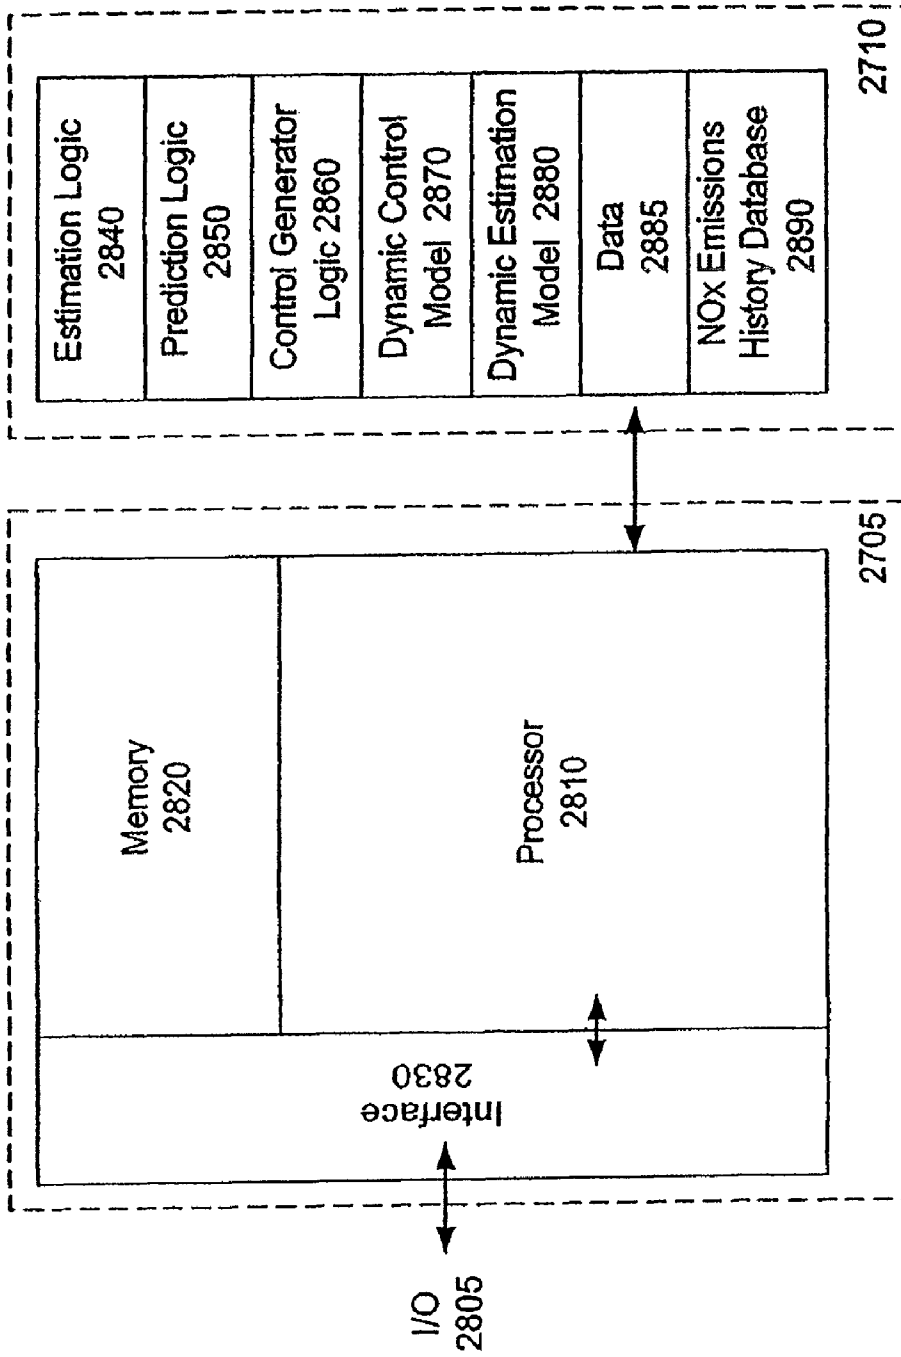 I/O
2805
Interface
2830
Memory
2820
Processor
2810
2705
Estimation Logic
2840
Prediction Logic
2850
Control Generator
Logic 2860
Dynamic Control
Model 2870
Dynamic Estimation
Model 2880
Data
2885
NOx Emissions
History Database
2890
2710